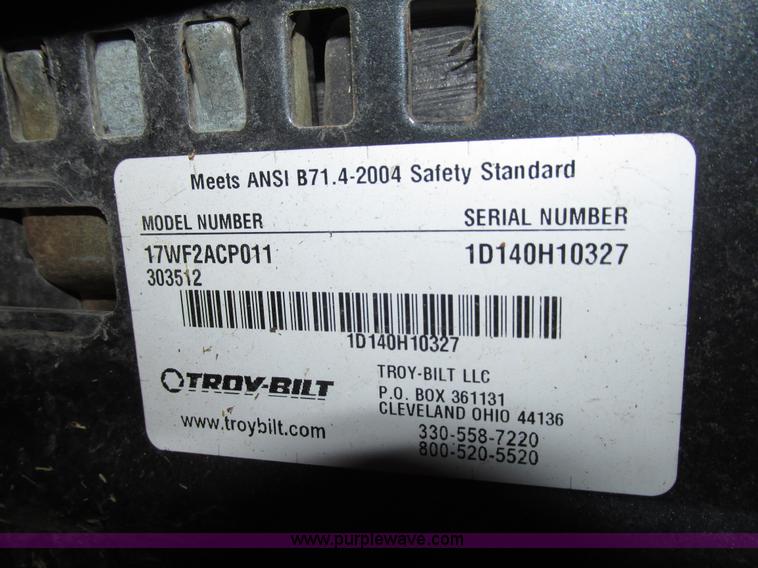 Meets ANSI B71.4-2004 Safety Standard
MODEL NUMBER SERIAL NUMBER
17WF2ACP011 1D140H10327
303512
1D140H10327
TROY-BILT
www.troybilt.com
TROY-BILT LLC
P.O. BOX 361131
CLEVELAND OHIO 44136
330-558-7220
800-520-5520
www.purplewave.com